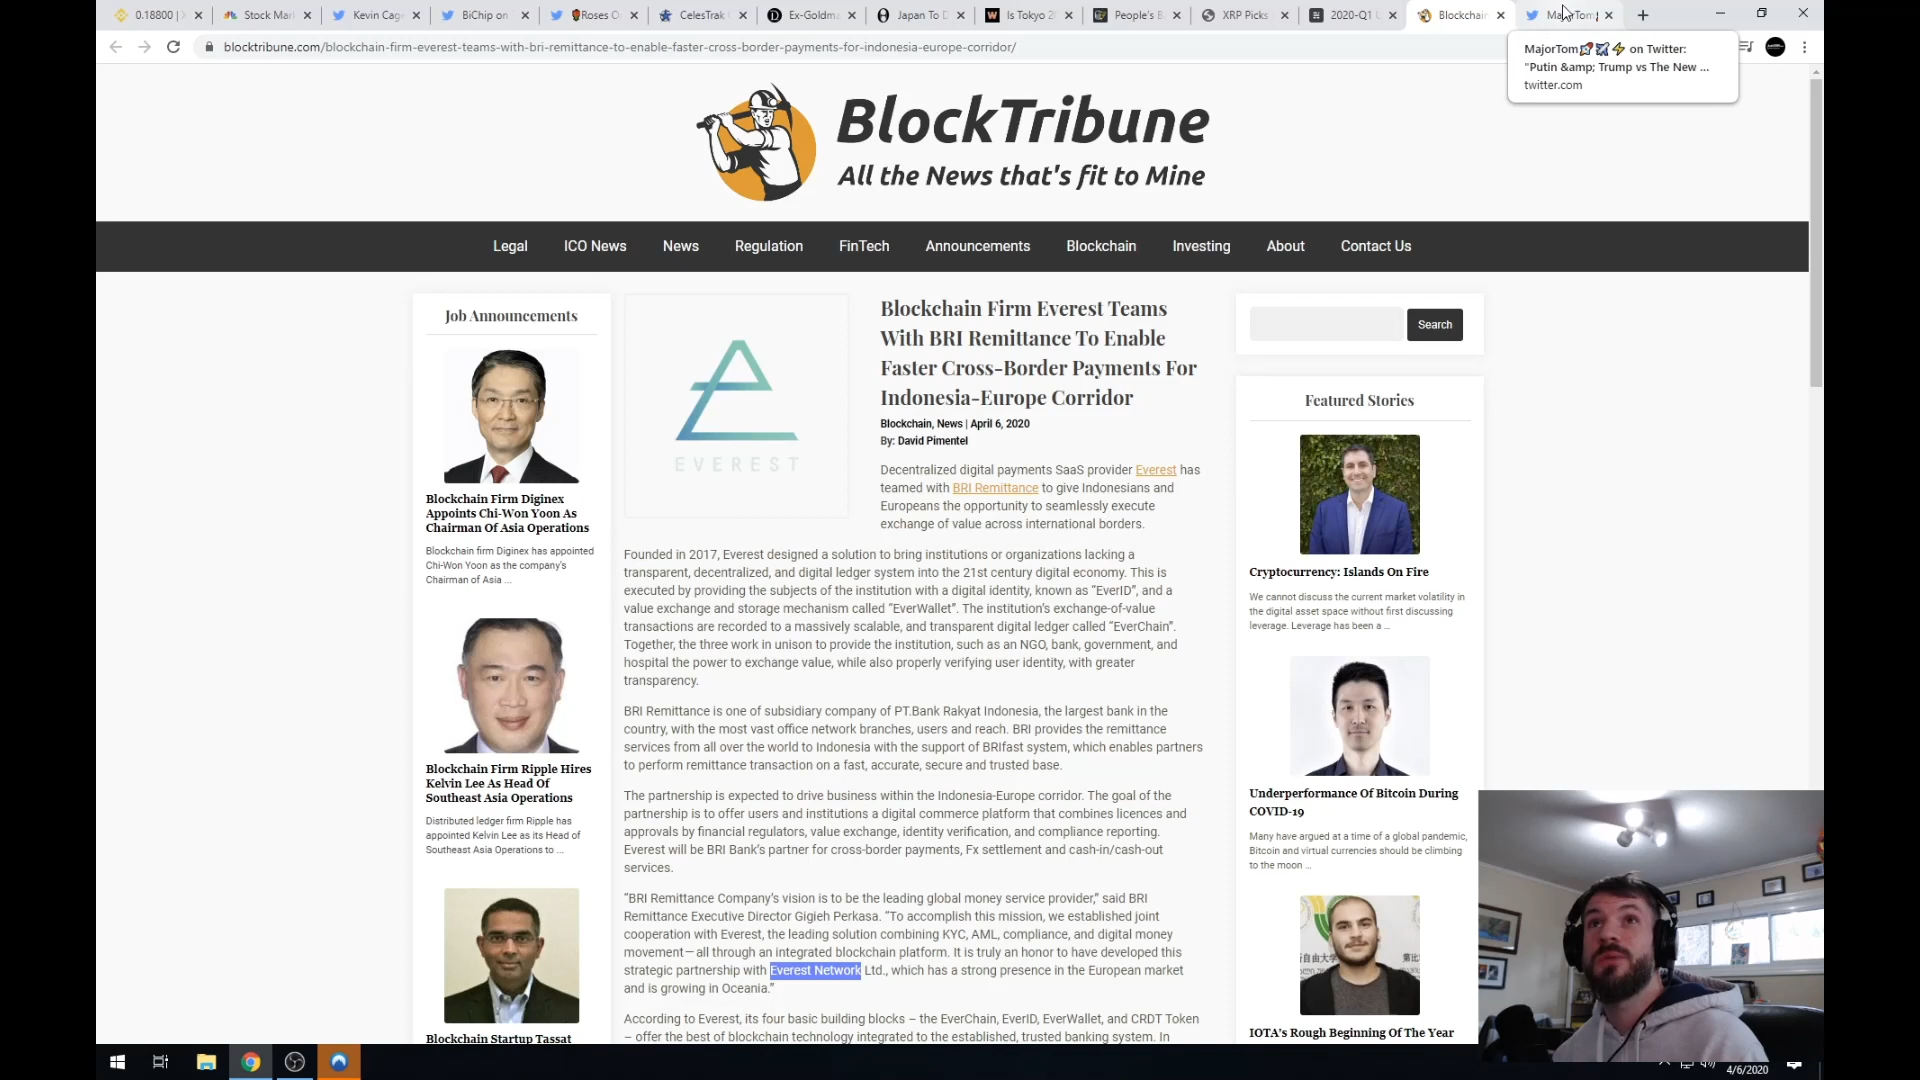 0.18800 |
Stock Mar
Kevin Cag
BiChip on
Roses O
CelesTrak
Ex-Goldma
Japan To D
Is Tokyo 2
People's B
XRP Picks
2020-Q1
Blockchain
MajorTom
blocktribune.com/blockchain-firm-everest-teams-with-bri-remittance-to-enable-faster-cross-border-payments-for-indonesia-europe-corridor/
MajorTom🚀🛰⚡ on Twitter:
"Putin &amp; Trump vs The New ...
twitter.com
BlockTribune
All the News that's fit to Mine
Legal
ICO News
News
Regulation
FinTech
Announcements
Blockchain
Investing
About
Contact Us
Job Announcements
Blockchain Firm Diginex
Appoints Chi-Won Yoon As
Chairman Of Asia Operations
Blockchain firm Diginex has appointed
Chi-Won Yoon as the company's
Chairman of Asia ...
Blockchain Firm Ripple Hires
Kelvin Lee As Head Of
Southeast Asia Operations
Distributed ledger firm Ripple has
appointed Kelvin Lee as its Head of
Southeast Asia Operations to ...
Blockchain Startup Tassat
EVEREST
Blockchain Firm Everest Teams
With BRI Remittance To Enable
Faster Cross-Border Payments For
Indonesia-Europe Corridor
Blockchain, News | April 6, 2020
By: David Pimentel
Decentralized digital payments SaaS provider Everest has
teamed with BRI Remittance to give Indonesians and
Europeans the opportunity to seamlessly execute
exchange of value across international borders.
Founded in 2017, Everest designed a solution to bring institutions or organizations lacking a
transparent, decentralized, and digital ledger system into the 21st century digital economy. This is
executed by providing the subjects of the institution with a digital identity, known as “EverID”, and a
value exchange and storage mechanism called “EverWallet”. The institution's exchange-of-value
transactions are recorded to a massively scalable, and transparent digital ledger called “EverChain”.
Together, the three work in unison to provide the institution, such as an NGO, bank, government, and
hospital the power to exchange value, while also properly verifying user identity, with greater
transparency.
BRI Remittance is one of subsidiary company of PT.Bank Rakyat Indonesia, the largest bank in the
country, with the most vast office network branches, users and reach. BRI provides the remittance
services from all over the world to Indonesia with the support of BRIfast system, which enables partners
to perform remittance transaction on a fast, accurate, secure and trusted base.
The partnership is expected to drive business within the Indonesia-Europe corridor. The goal of the
partnership is to offer users and institutions a digital commerce platform that combines licences and
approvals by financial regulators, value exchange, identity verification, and compliance reporting.
Everest will be BRI Bank's partner for cross-border payments, Fx settlement and cash-in/cash-out
services.
“BRI Remittance Company's vision is to be the leading global money service provider,” said BRI
Remittance Executive Director Gigieh Perkasa. “To accomplish this mission, we established joint
cooperation with Everest, the leading solution combining KYC, AML, compliance, and digital money
movement—all through an integrated blockchain platform. It is truly an honor to have developed this
strategic partnership with Everest Network Ltd., which has a strong presence in the European market
and is growing in Oceania.”
According to Everest, its four basic building blocks – the EverChain, EverID, EverWallet, and CRDT Token
– offer the best of blockchain technology integrated to the established, trusted banking system. In
Search
Featured Stories
Cryptocurrency: Islands On Fire
We cannot discuss the current market volatility in
the digital asset space without first discussing
leverage. Leverage has been a ...
Underperformance Of Bitcoin During
COVID-19
Many have argued at a time of a global pandemic,
Bitcoin and virtual currencies should be climbing
to the moon ...
IOTA's Rough Beginning Of The Year
4/6/2020